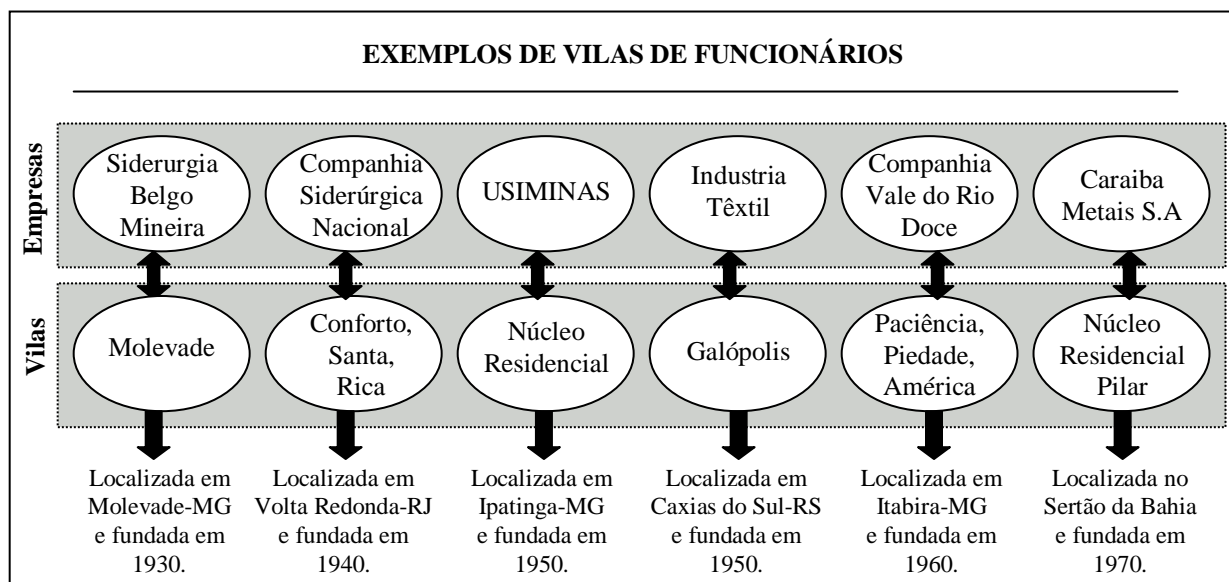 EXEMPLOS DE VILAS DE FUNCIONÁRIOS
Empresas
Siderurgia
Belgo
Mineira
Companhia
Siderúrgica
Nacional
USIMINAS
Industria
Têxtil
Companhia
Vale do Rio
Doce
Caraiba
Metais S.A
Vilas
Molevade
Conforto,
Santa,
Rica
Núcleo
Residencial
Galópolis
Paciência,
Piedade,
América
Núcleo
Residencial
Pilar
Localizada em
Molevade-MG
e fundada em
1930.
Localizada em
Volta Redonda-RJ
e fundada em
1940.
Localizada em
Ipatinga-MG
e fundada em
1950.
Localizada em
Caxias do Sul-RS
e fundada em
1950.
Localizada em
Itabira-MG
e fundada em
1960.
Localizada no
Sertão da Bahia
e fundada em
1970.